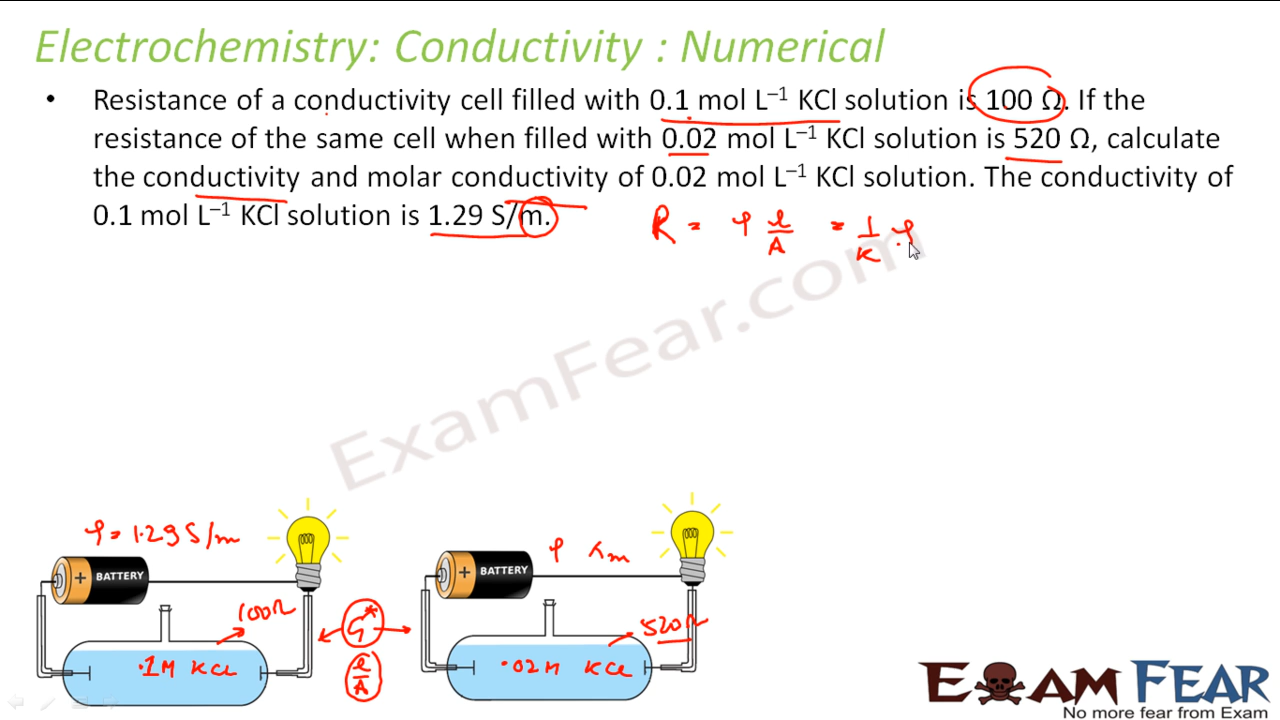 Electrochemistry: Conductivity : Numerical
• Resistance of a conductivity cell filled with 0.1 mol L⁻¹ KCl solution is 100 Ω. If the
resistance of the same cell when filled with 0.02 mol L⁻¹ KCl solution is 520 Ω, calculate
the conductivity and molar conductivity of 0.02 mol L⁻¹ KCl solution. The conductivity of
0.1 mol L⁻¹ KCl solution is 1.29 S/m.
R = φ l/A = 1/K φ
ExamFear.com
φ = 1.29 S/m
φ λm
BATTERY
BATTERY
100Ω
G*
520Ω
.1M KCl
l/A
.02M KCl
EXAM FEAR
No more fear from Exam